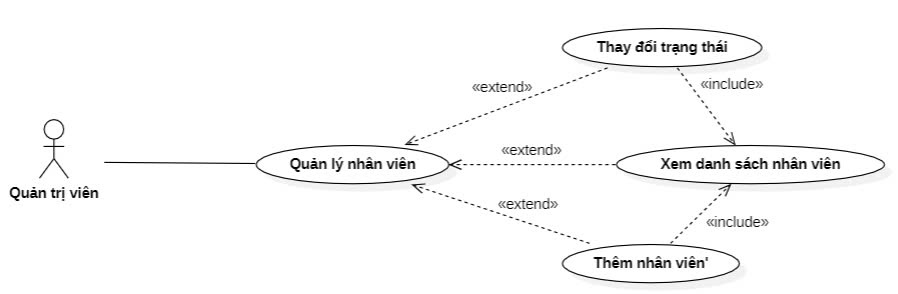 Thay đổi trạng thái
«extend»
«include»
Quản lý nhân viên
«extend»
Xem danh sách nhân viên
Quản trị viên
«extend»
«include»
Thêm nhân viên'